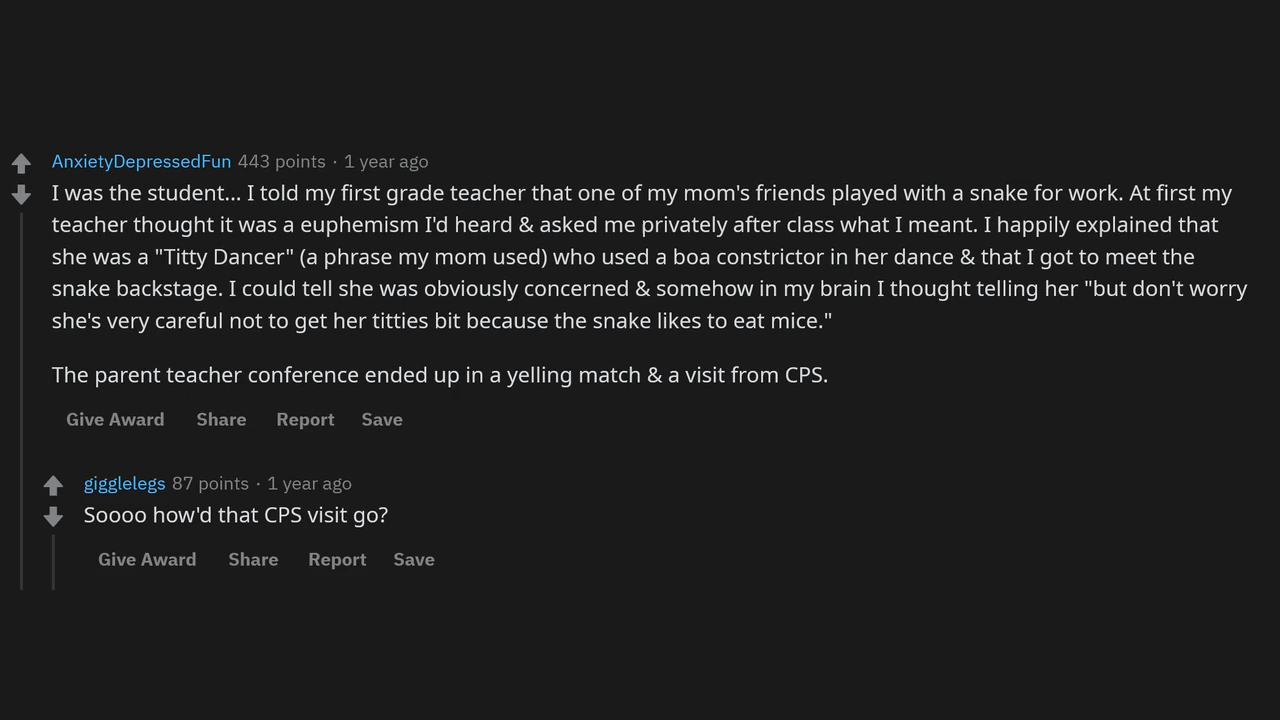 AnxietyDepressedFun 443 points · 1 year ago
I was the student... I told my first grade teacher that one of my mom's friends played with a snake for work. At first my
teacher thought it was a euphemism I'd heard & asked me privately after class what I meant. I happily explained that
she was a "Titty Dancer" (a phrase my mom used) who used a boa constrictor in her dance & that I got to meet the
snake backstage. I could tell she was obviously concerned & somehow in my brain I thought telling her "but don't worry
she's very careful not to get her titties bit because the snake likes to eat mice."
The parent teacher conference ended up in a yelling match & a visit from CPS.
Give Award Share Report Save
gigglelegs 87 points · 1 year ago
Soooo how'd that CPS visit go?
Give Award Share Report Save